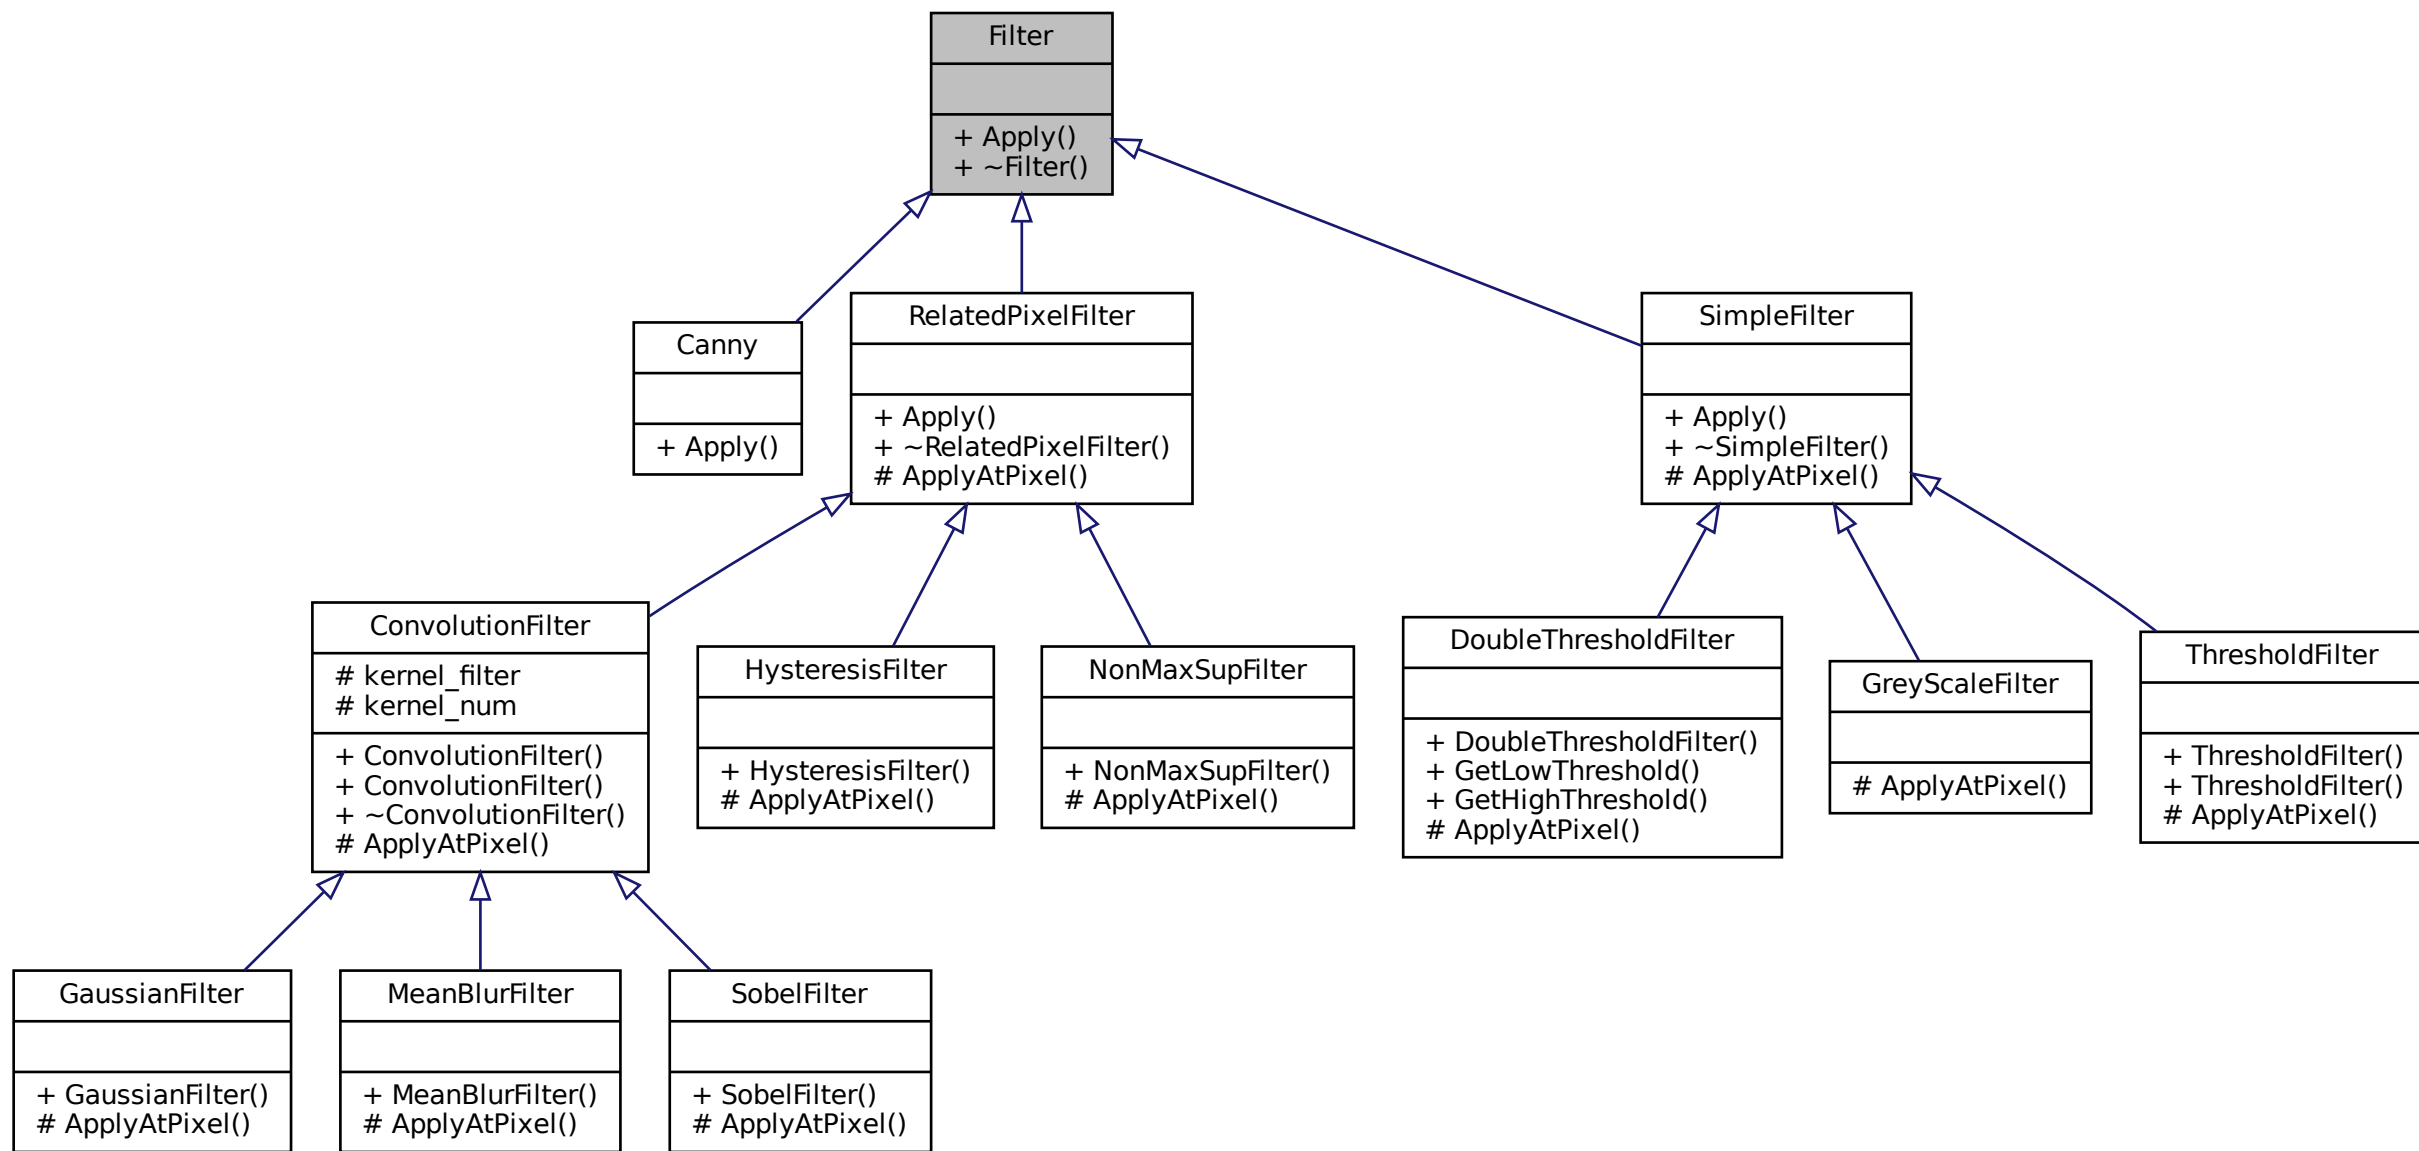 Filter
+ Apply()
+ ~Filter()
Canny
+ Apply()
RelatedPixelFilter
+ Apply()
+ ~RelatedPixelFilter()
# ApplyAtPixel()
SimpleFilter
+ Apply()
+ ~SimpleFilter()
# ApplyAtPixel()
ConvolutionFilter
# kernel_filter
# kernel_num
+ ConvolutionFilter()
+ ConvolutionFilter()
+ ~ConvolutionFilter()
# ApplyAtPixel()
HysteresisFilter
+ HysteresisFilter()
# ApplyAtPixel()
NonMaxSupFilter
+ NonMaxSupFilter()
# ApplyAtPixel()
DoubleThresholdFilter
+ DoubleThresholdFilter()
+ GetLowThreshold()
+ GetHighThreshold()
# ApplyAtPixel()
GreyScaleFilter
# ApplyAtPixel()
ThresholdFilter
+ ThresholdFilter()
+ ThresholdFilter()
# ApplyAtPixel()
GaussianFilter
+ GaussianFilter()
# ApplyAtPixel()
MeanBlurFilter
+ MeanBlurFilter()
# ApplyAtPixel()
SobelFilter
+ SobelFilter()
# ApplyAtPixel()